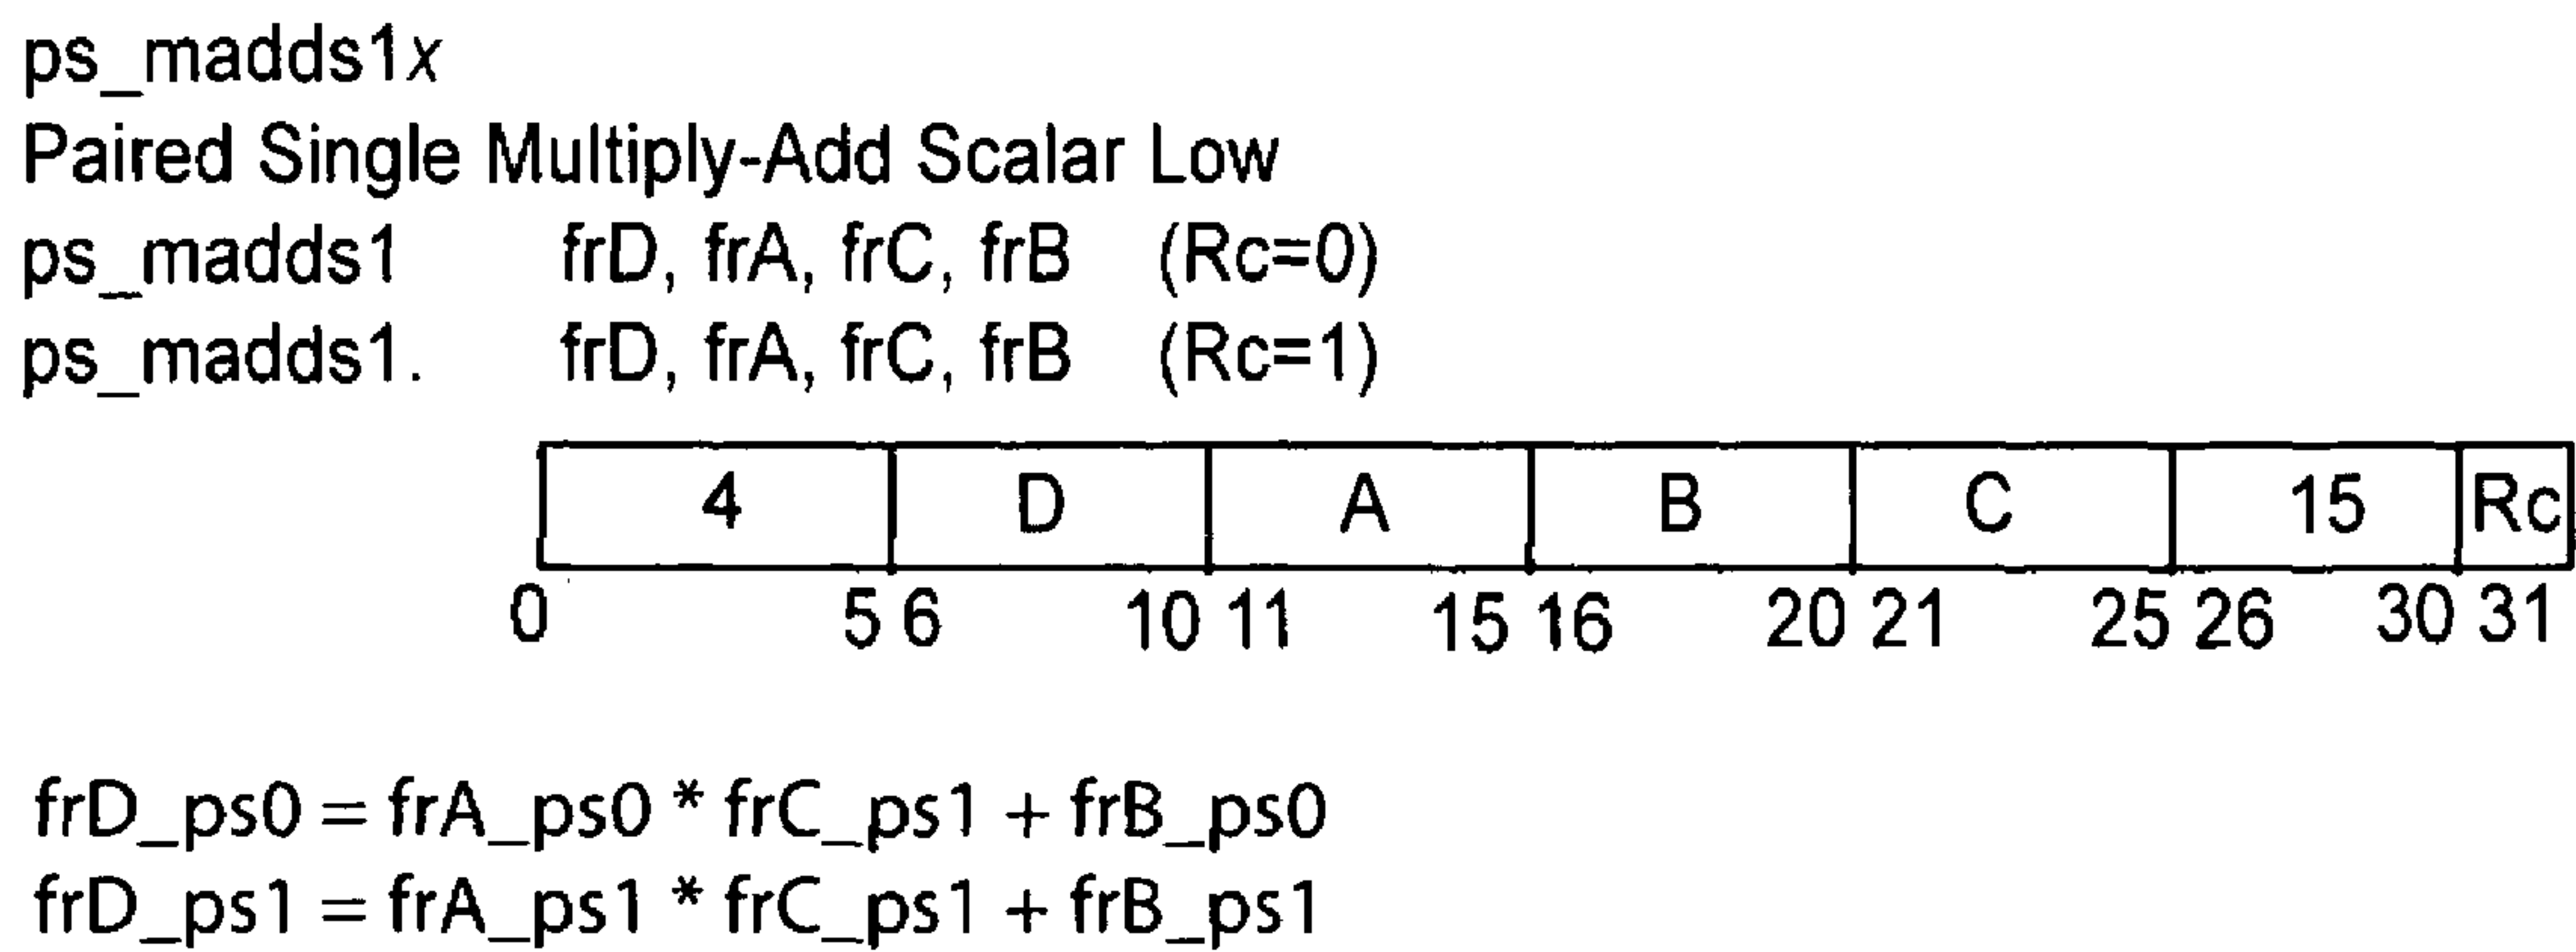 ps_madds1x
Paired Single Multiply-Add Scalar Low
ps_madds1 frD, frA, frC, frB (Rc=0)
ps_madds1. frD, frA, frC, frB (Rc=1)
4 D A B C 15 Rc
0 5 6 10 11 15 16 20 21 25 26 30 31
frD_ps0 = frA_ps0 * frC_ps1 + frB_ps0
frD_ps1 = frA_ps1 * frC_ps1 + frB_ps1